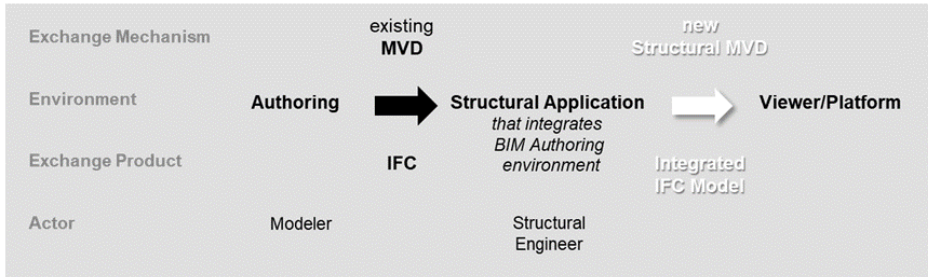 Exchange Mechanism
existing
MVD
new
Structural MVD
Environment
Authoring
Structural Application
that integrates
BIM Authoring
environment
Viewer/Platform
Exchange Product
IFC
Integrated
IFC Model
Actor
Modeler
Structural
Engineer